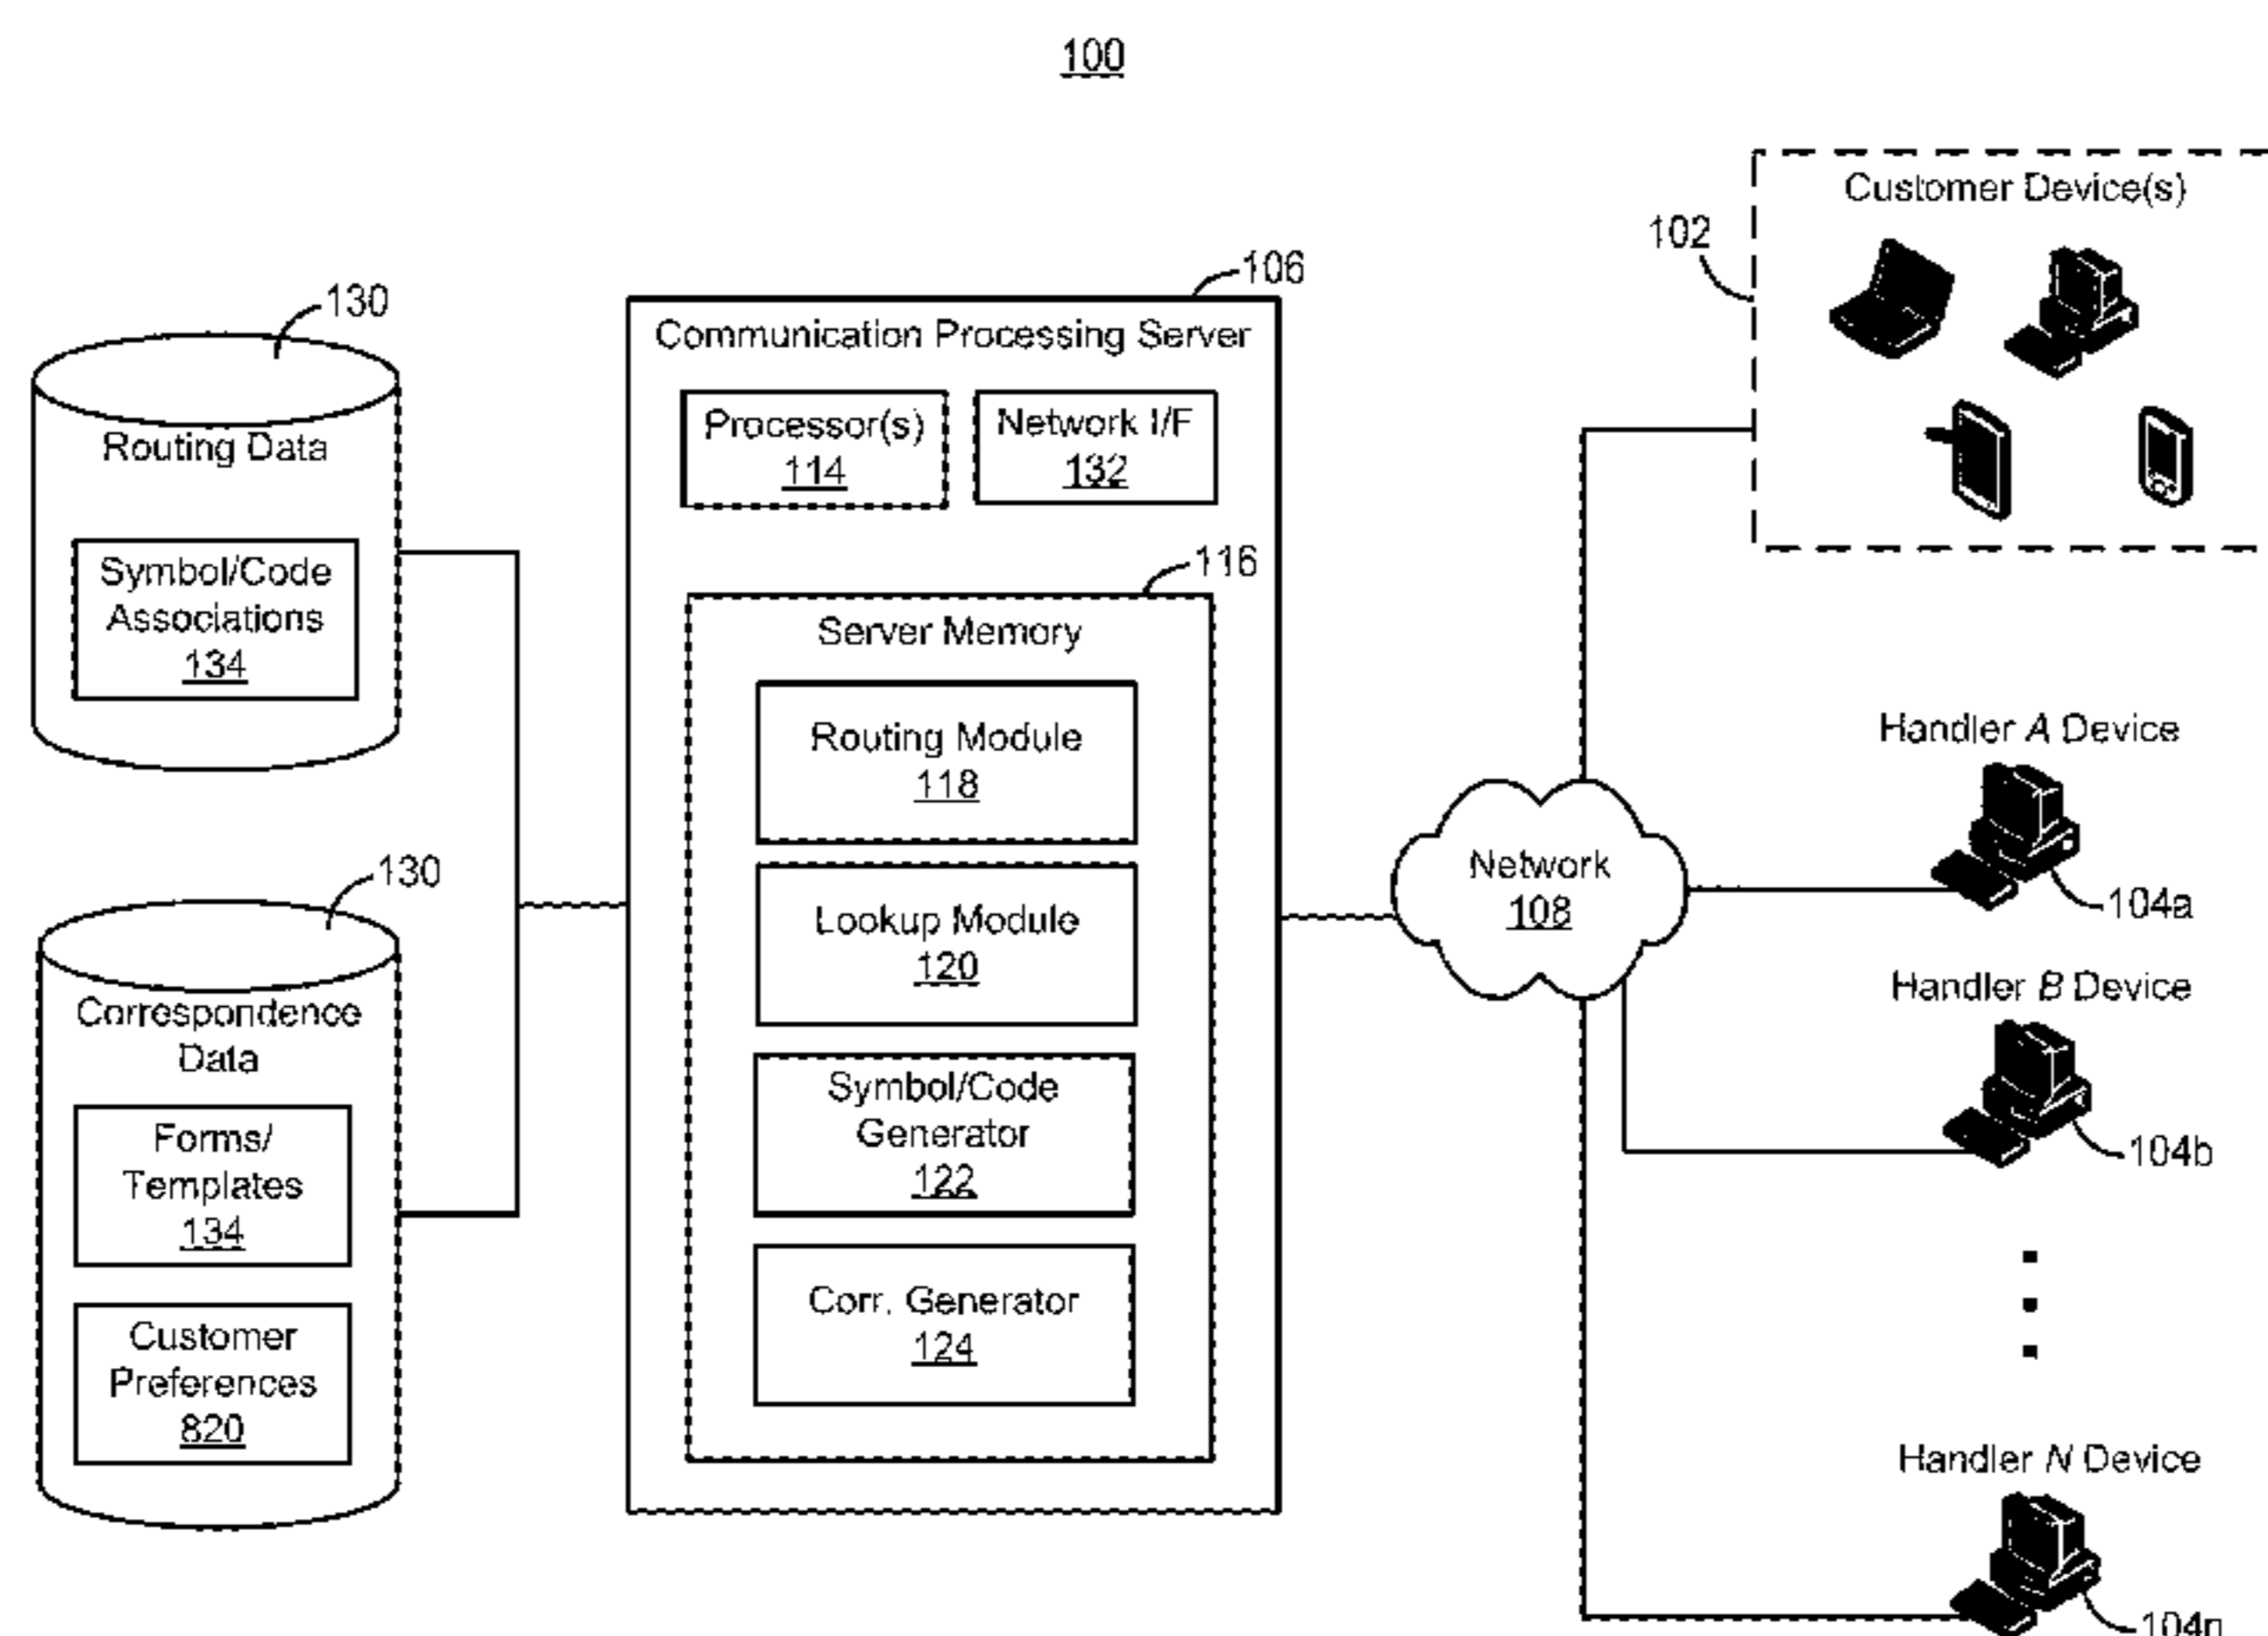 100
Customer Device(s)
102
106
130
Communication Processing Server
Processor(s)
114
Network I/F
132
Routing Data
Symbol/Code
Associations
134
116
Server Memory
Routing Module
118
Lookup Module
120
Symbol/Code
Generator
122
Corr. Generator
124
130
Correspondence
Data
Forms/
Templates
134
Customer
Preferences
820
Network
108
Handler A Device
104a
Handler B Device
104b
Handler N Device
104n